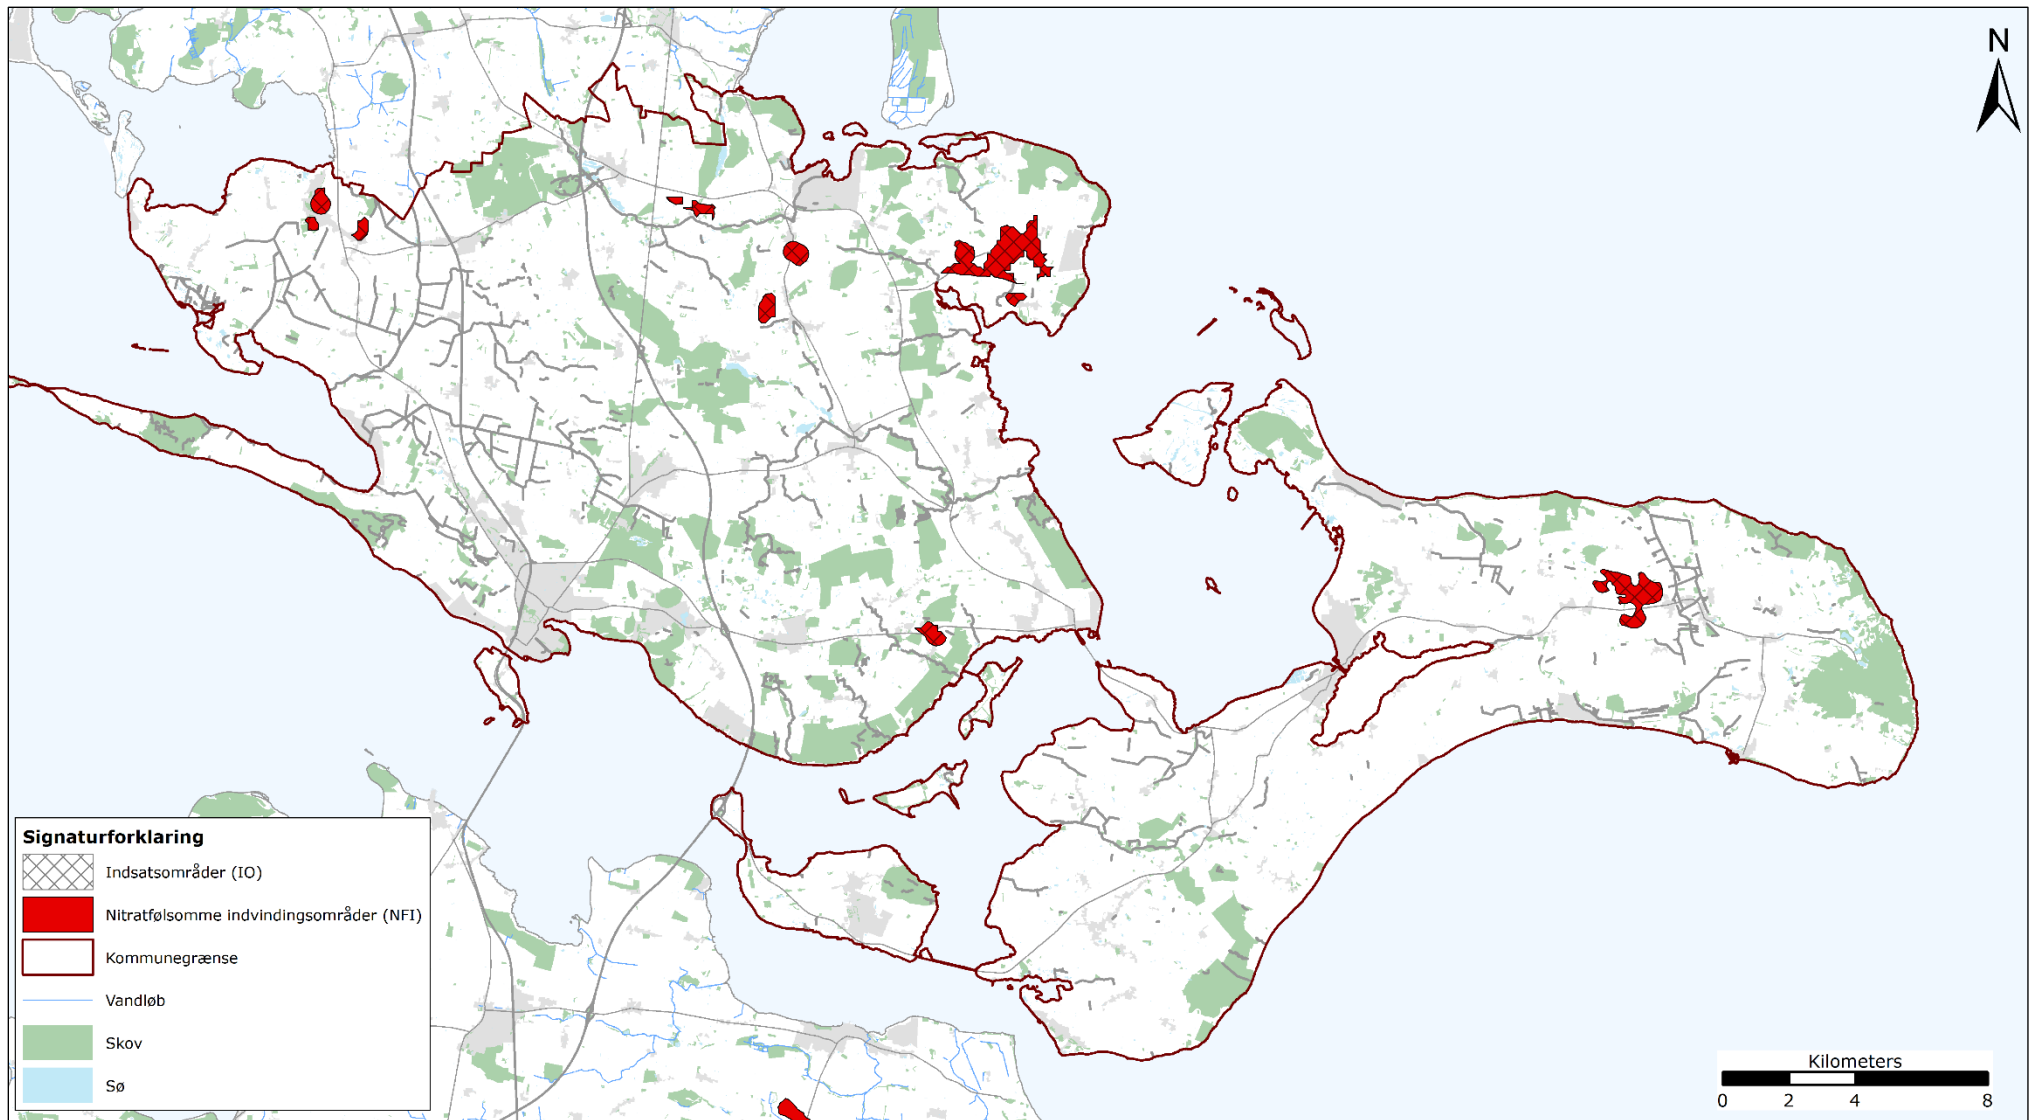 N
Signaturforklaring
Indsatsområder (IO)
Nitratfølsomme indvindingsområder (NFI)
Kommunegrænse
Vandløb
Skov
Sø
Kilometers
0 2 4 8